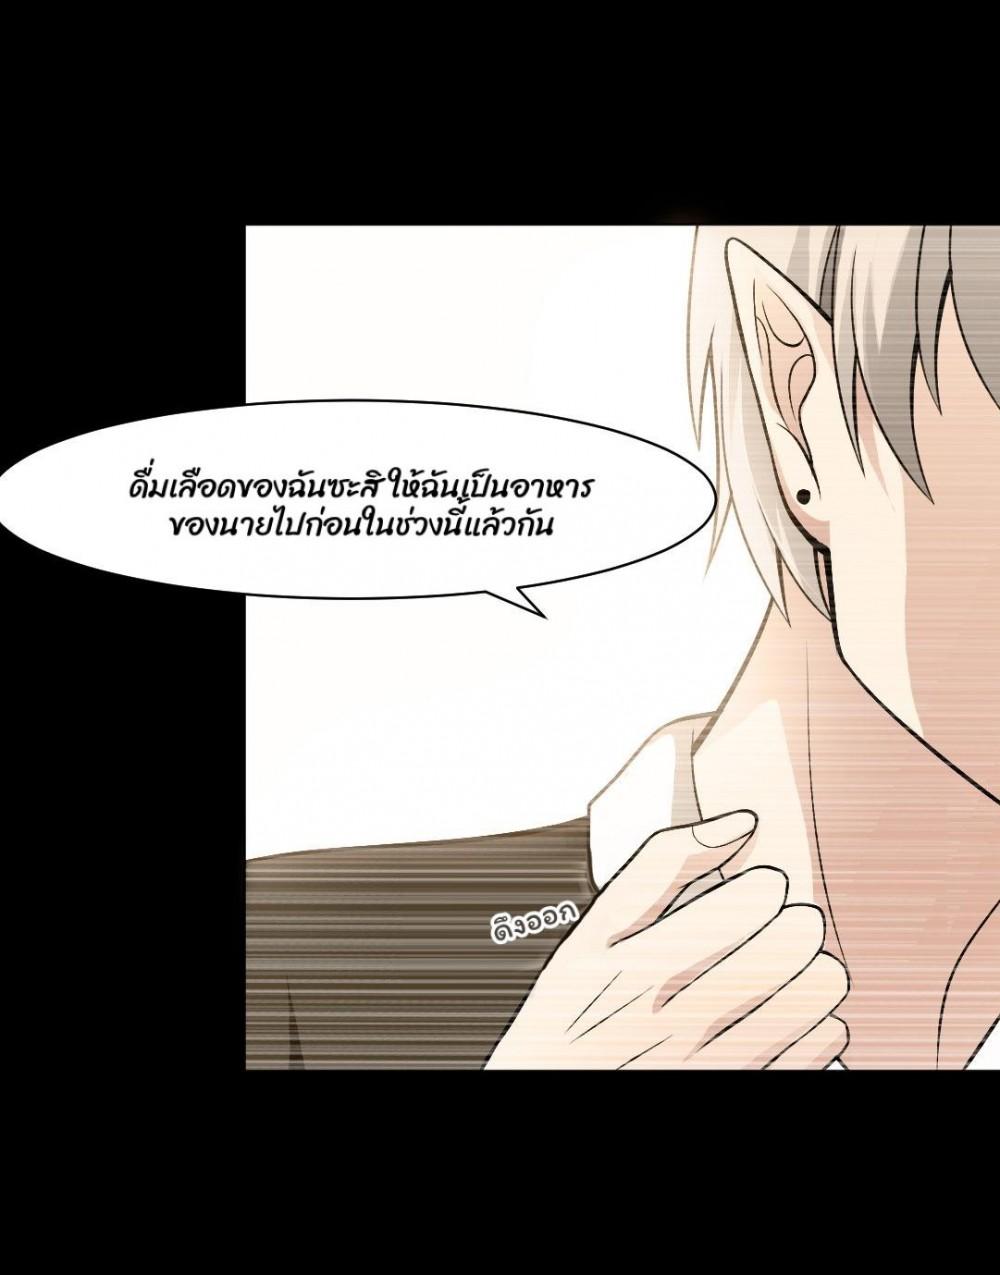 ดื่มเลือดของฉันซะสิ ให้ฉันเป็นอาหาร
ของนายไปก่อนในช่วงนี้แล้วกัน
ดึงออก